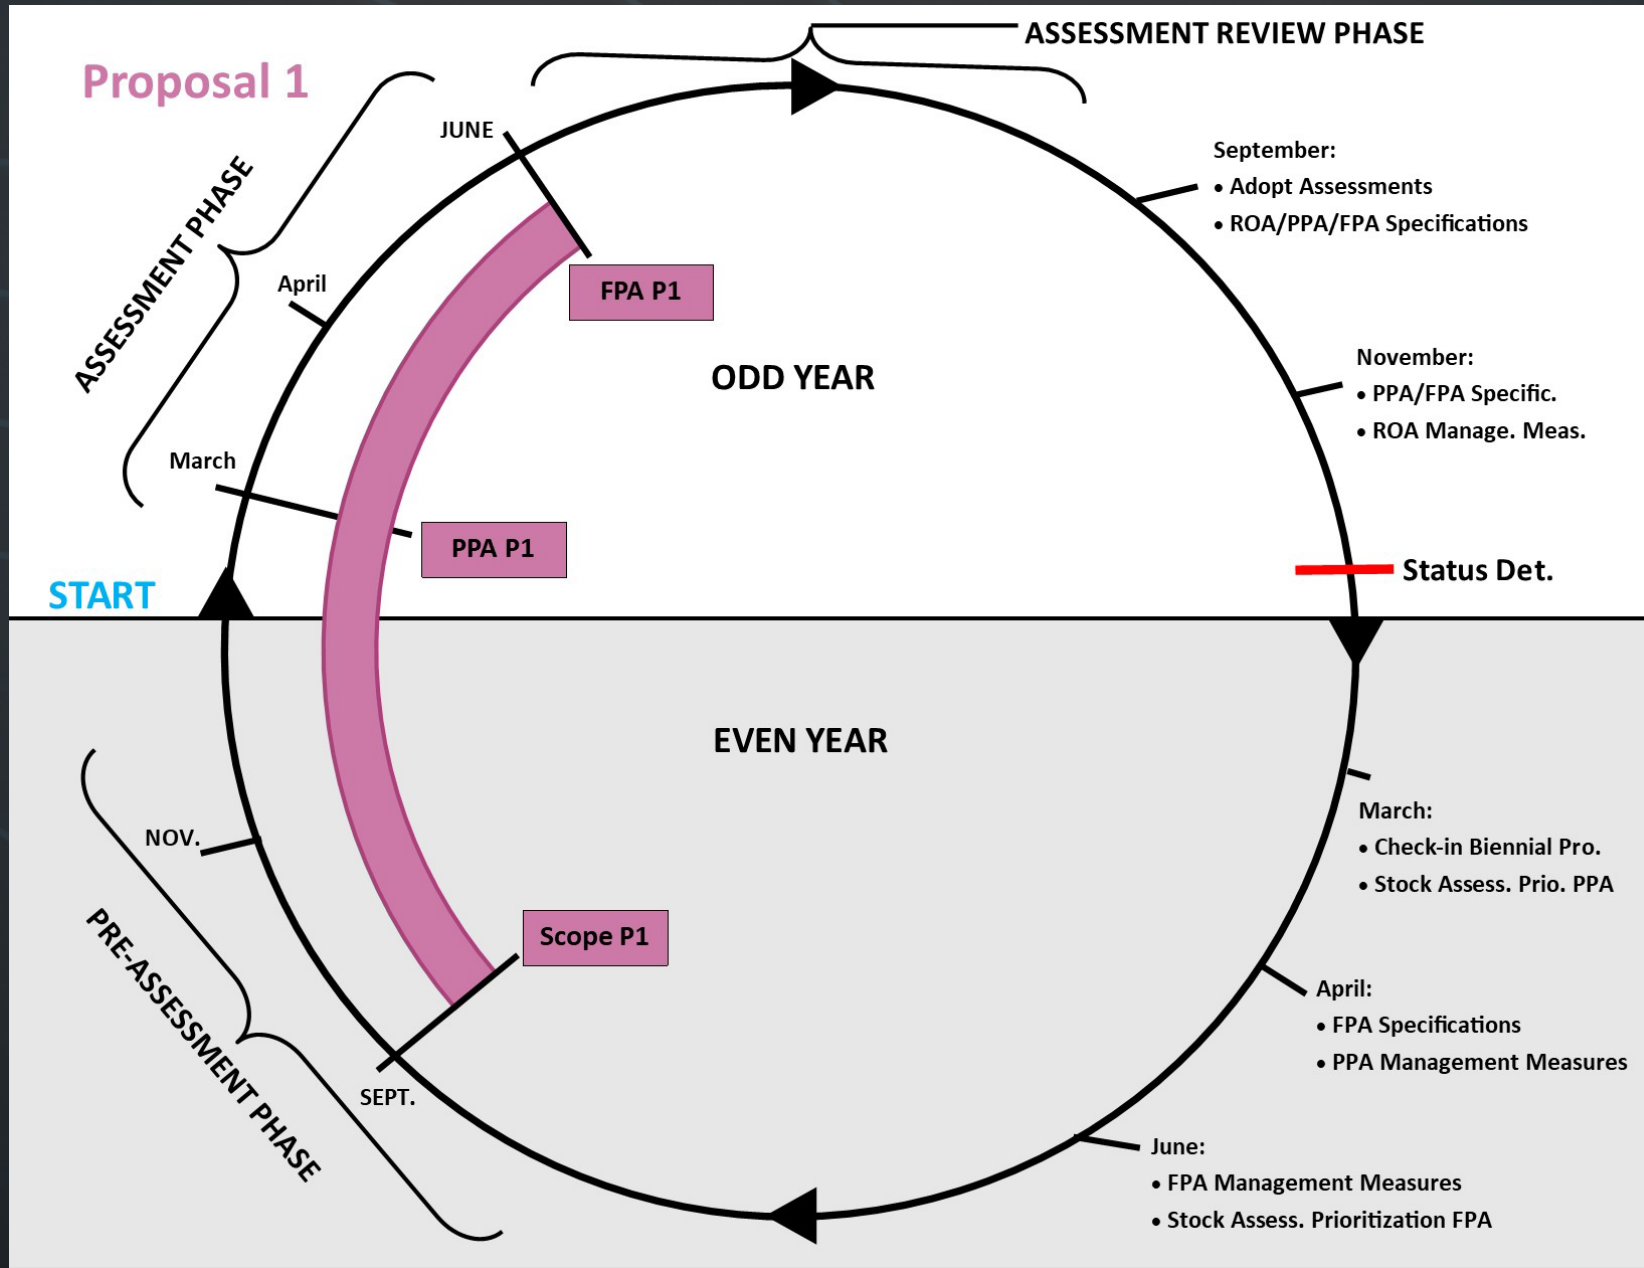 Proposal 1
ASSESSMENT REVIEW PHASE
ASSESSMENT PHASE
JUNE
April
March
FPA P1
PPA P1
ODD YEAR
September:
• Adopt Assessments
• ROA/PPA/FPA Specifications
November:
• PPA/FPA Specific.
• ROA Manage. Meas.
Status Det.
START
EVEN YEAR
March:
• Check-in Biennial Pro.
• Stock Assess. Prio. PPA
April:
• FPA Specifications
• PPA Management Measures
June:
• FPA Management Measures
• Stock Assess. Prioritization FPA
NOV.
Scope P1
SEPT.
PRE-ASSESSMENT PHASE